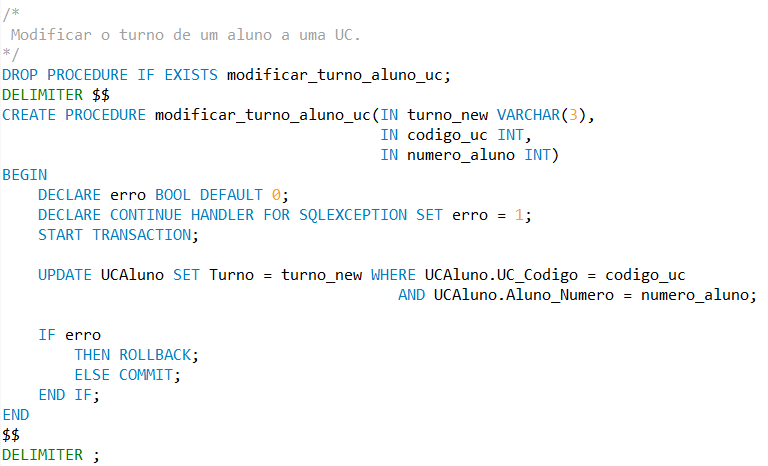 /*
 Modificar o turno de um aluno a uma UC.
*/
DROP PROCEDURE IF EXISTS modificar_turno_aluno_uc;
DELIMITER $$
CREATE PROCEDURE modificar_turno_aluno_uc(IN turno_new VARCHAR(3),
                                          IN codigo_uc INT,
                                          IN numero_aluno INT)
BEGIN
    DECLARE erro BOOL DEFAULT 0;
    DECLARE CONTINUE HANDLER FOR SQLEXCEPTION SET erro = 1;
    START TRANSACTION;

    UPDATE UCAluno SET Turno = turno_new WHERE UCAluno.UC_Codigo = codigo_uc
                                            AND UCAluno.Aluno_Numero = numero_aluno;

    IF erro
        THEN ROLLBACK;
        ELSE COMMIT;
    END IF;
END
$$
DELIMITER ;